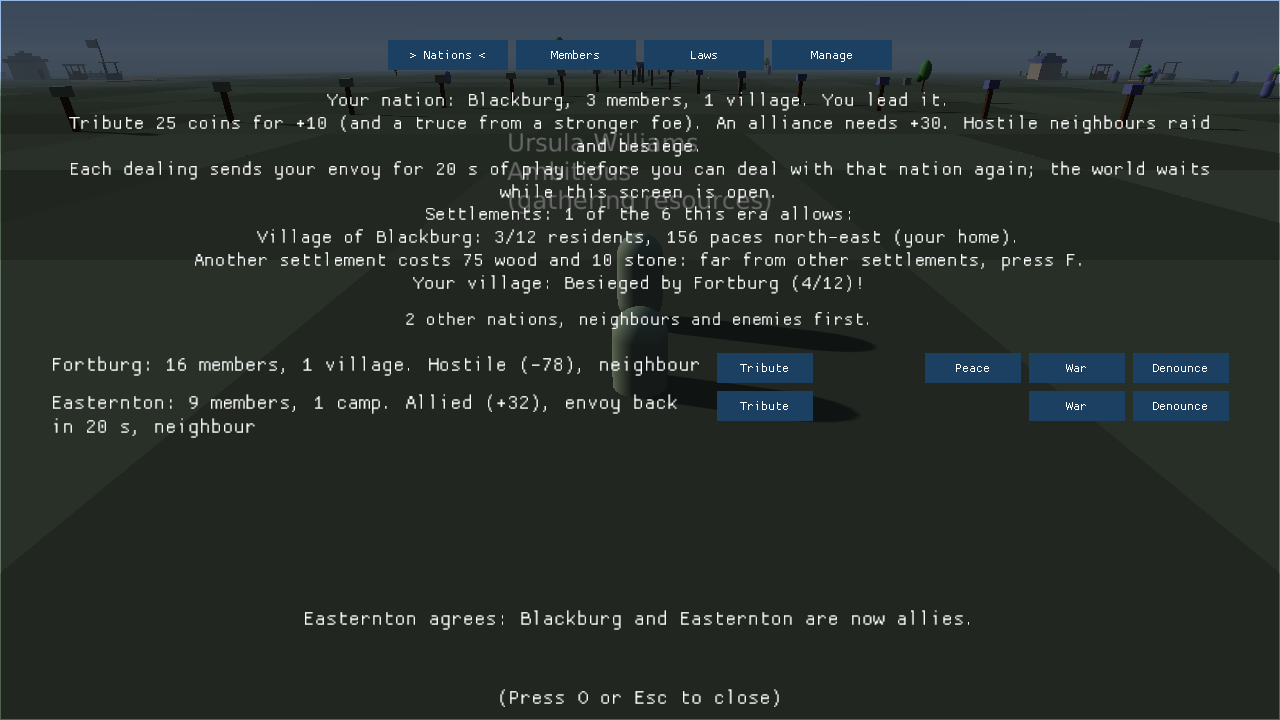 > Nations <
Members
Laws
Manage
Your nation: Blackburg, 3 members, 1 village. You lead it.
Tribute 25 coins for +10 (and a truce from a stronger foe). An alliance needs +30. Hostile neighbours raid
and besiege.
Ursula Williams
Each dealing sends your envoy for 20 s of play before you can deal with that nation again; the world waits
Ambitious
while this screen is open.
(gathering resources)
Settlements: 1 of the 6 this era allows:
Village of Blackburg: 3/12 residents, 156 paces north-east (your home).
Another settlement costs 75 wood and 10 stone: far from other settlements, press F.
Your village: Besieged by Fortburg (4/12)!
2 other nations, neighbours and enemies first.
Fortburg: 16 members, 1 village. Hostile (-78), neighbour
Tribute
Peace
War
Denounce
Easternton: 9 members, 1 camp. Allied (+32), envoy back
in 20 s, neighbour
Tribute
War
Denounce
Easternton agrees: Blackburg and Easternton are now allies.
(Press O or Esc to close)